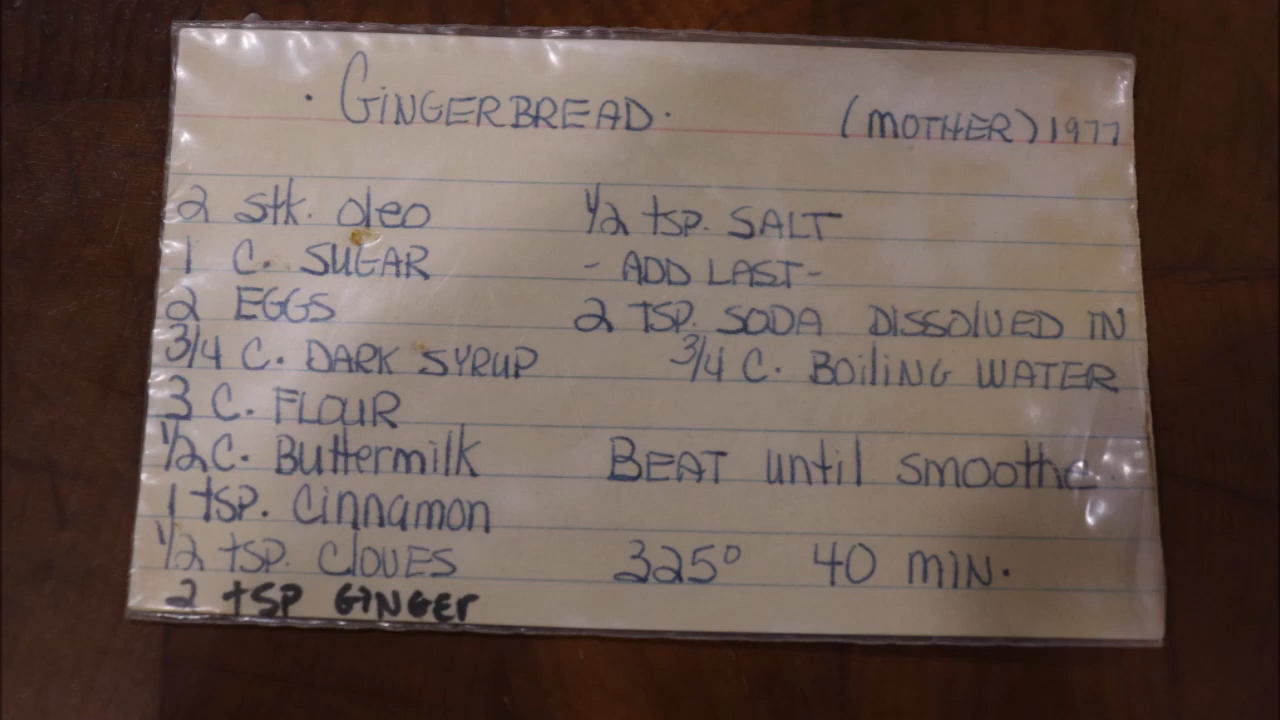 · GINGERBREAD · (MOTHER) 1977
2 stk. oleo
1 C. SUGAR
2 EGGS
3/4 C. DARK SYRUP
3 C. FLOUR
1/2 C. Buttermilk
1 tsp. Cinnamon
1/2 tsp. CLOVES
2 tsp GINGER
1/2 tsp. SALT
- ADD LAST -
2 TSP. SODA DISSOLVED IN
3/4 C. BOILING WATER
BEAT until smoothe.
325° 40 MIN.